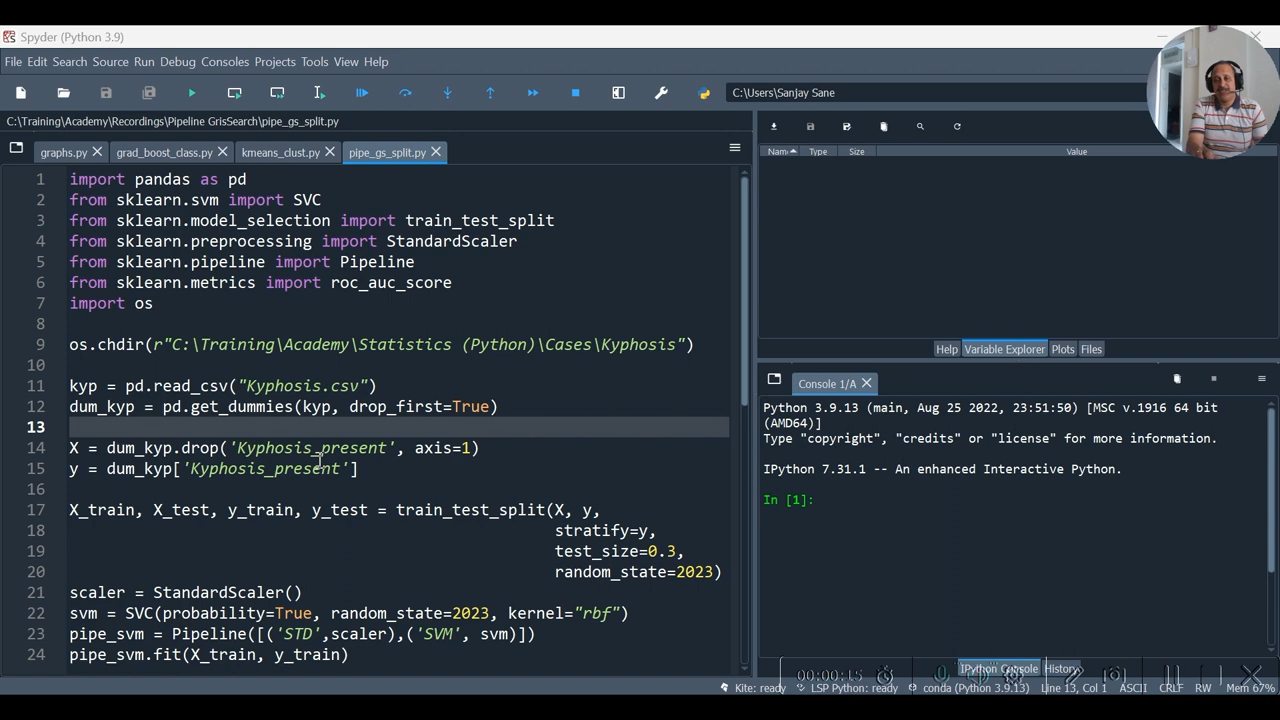 Spyder (Python 3.9)
File Edit Search Source Run Debug Consoles Projects Tools View Help
C:\Users\Sanjay Sane
C:\Training\Academy\Recordings\Pipeline GrisSearch\pipe_gs_split.py
graphs.py grad_boost_class.py kmeans_clust.py pipe_gs_split.py
1 import pandas as pd
2 from sklearn.svm import SVC
3 from sklearn.model_selection import train_test_split
4 from sklearn.preprocessing import StandardScaler
5 from sklearn.pipeline import Pipeline
6 from sklearn.metrics import roc_auc_score
7 import os
8
9 os.chdir(r"C:\Training\Academy\Statistics (Python)\Cases\Kyphosis")
10
11 kyp = pd.read_csv("Kyphosis.csv")
12 dum_kyp = pd.get_dummies(kyp, drop_first=True)
13
14 X = dum_kyp.drop('Kyphosis_present', axis=1)
15 y = dum_kyp['Kyphosis_present']
16
17 X_train, X_test, y_train, y_test = train_test_split(X, y,
18 stratify=y,
19 test_size=0.3,
20 random_state=2023)
21 scaler = StandardScaler()
22 svm = SVC(probability=True, random_state=2023, kernel="rbf")
23 pipe_svm = Pipeline([('STD',scaler),('SVM', svm)])
24 pipe_svm.fit(X_train, y_train)
Name Type Size Value
Help Variable Explorer Plots Files
Console 1/A
Python 3.9.13 (main, Aug 25 2022, 23:51:50) [MSC v.1916 64 bit
(AMD64)]
Type "copyright", "credits" or "license" for more information.
IPython 7.31.1 -- An enhanced Interactive Python.
In [1]:
00:00:15
IPython Console History
Kite: ready LSP Python: ready conda (Python 3.9.13) Line 13, Col 1 ASCII CRLF RW Mem 67%